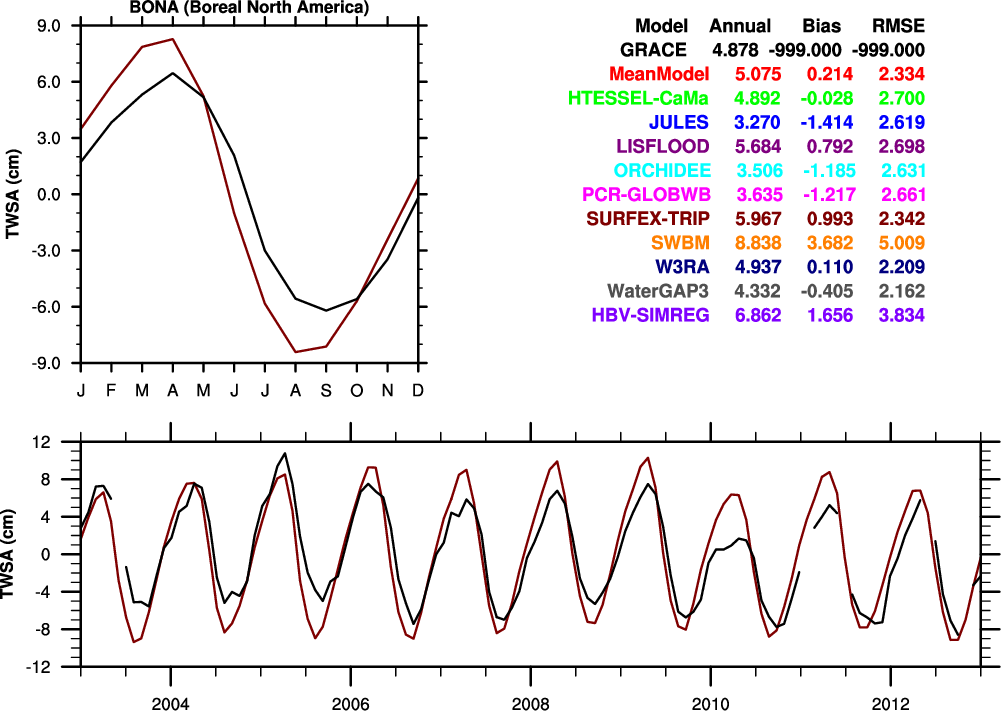 BONA (Boreal North America)
9.0
6.0
3.0
0.0
-3.0
-6.0
-9.0
TWSA (cm)
J F M A M J J A S O N D
Model Annual Bias RMSE
GRACE 4.878 -999.000 -999.000
MeanModel 5.075 0.214 2.334
HTESSEL-CaMa 4.892 -0.028 2.700
JULES 3.270 -1.414 2.619
LISFLOOD 5.684 0.792 2.698
ORCHIDEE 3.506 -1.185 2.631
PCR-GLOBWB 3.635 -1.217 2.661
SURFEX-TRIP 5.967 0.993 2.342
SWBM 8.838 3.682 5.009
W3RA 4.937 0.110 2.209
WaterGAP3 4.332 -0.405 2.162
HBV-SIMREG 6.862 1.656 3.834
12
8
4
0
-4
-8
-12
TWSA (cm)
2004 2006 2008 2010 2012